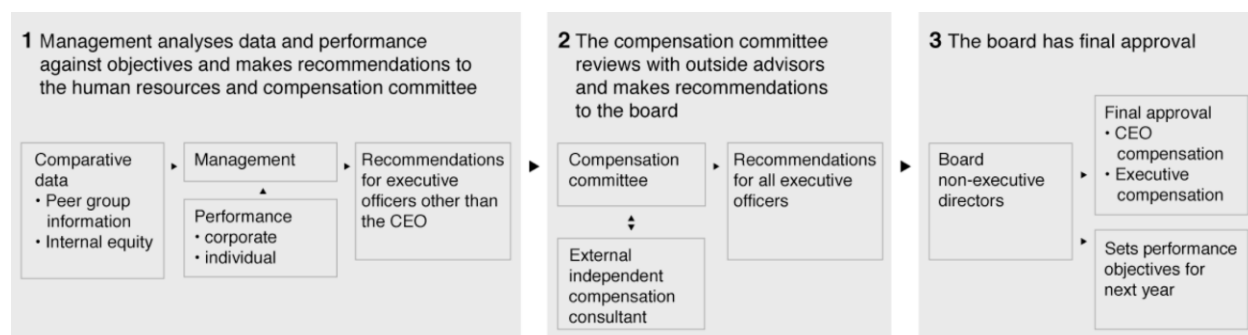 1 Management analyses data and performance
against objectives and makes recommendations to
the human resources and compensation committee
Comparative
data
• Peer group
information
• Internal equity
Management
Performance
• corporate
• individual
Recommendations
for executive
officers other than
the CEO
2 The compensation committee
reviews with outside advisors
and makes recommendations
to the board
Compensation
committee
External
independent
compensation
consultant
Recommendations
for all executive
officers
3 The board has final approval
Board
non-executive
directors
Final approval
• CEO
compensation
• Executive
compensation
Sets performance
objectives for
next year